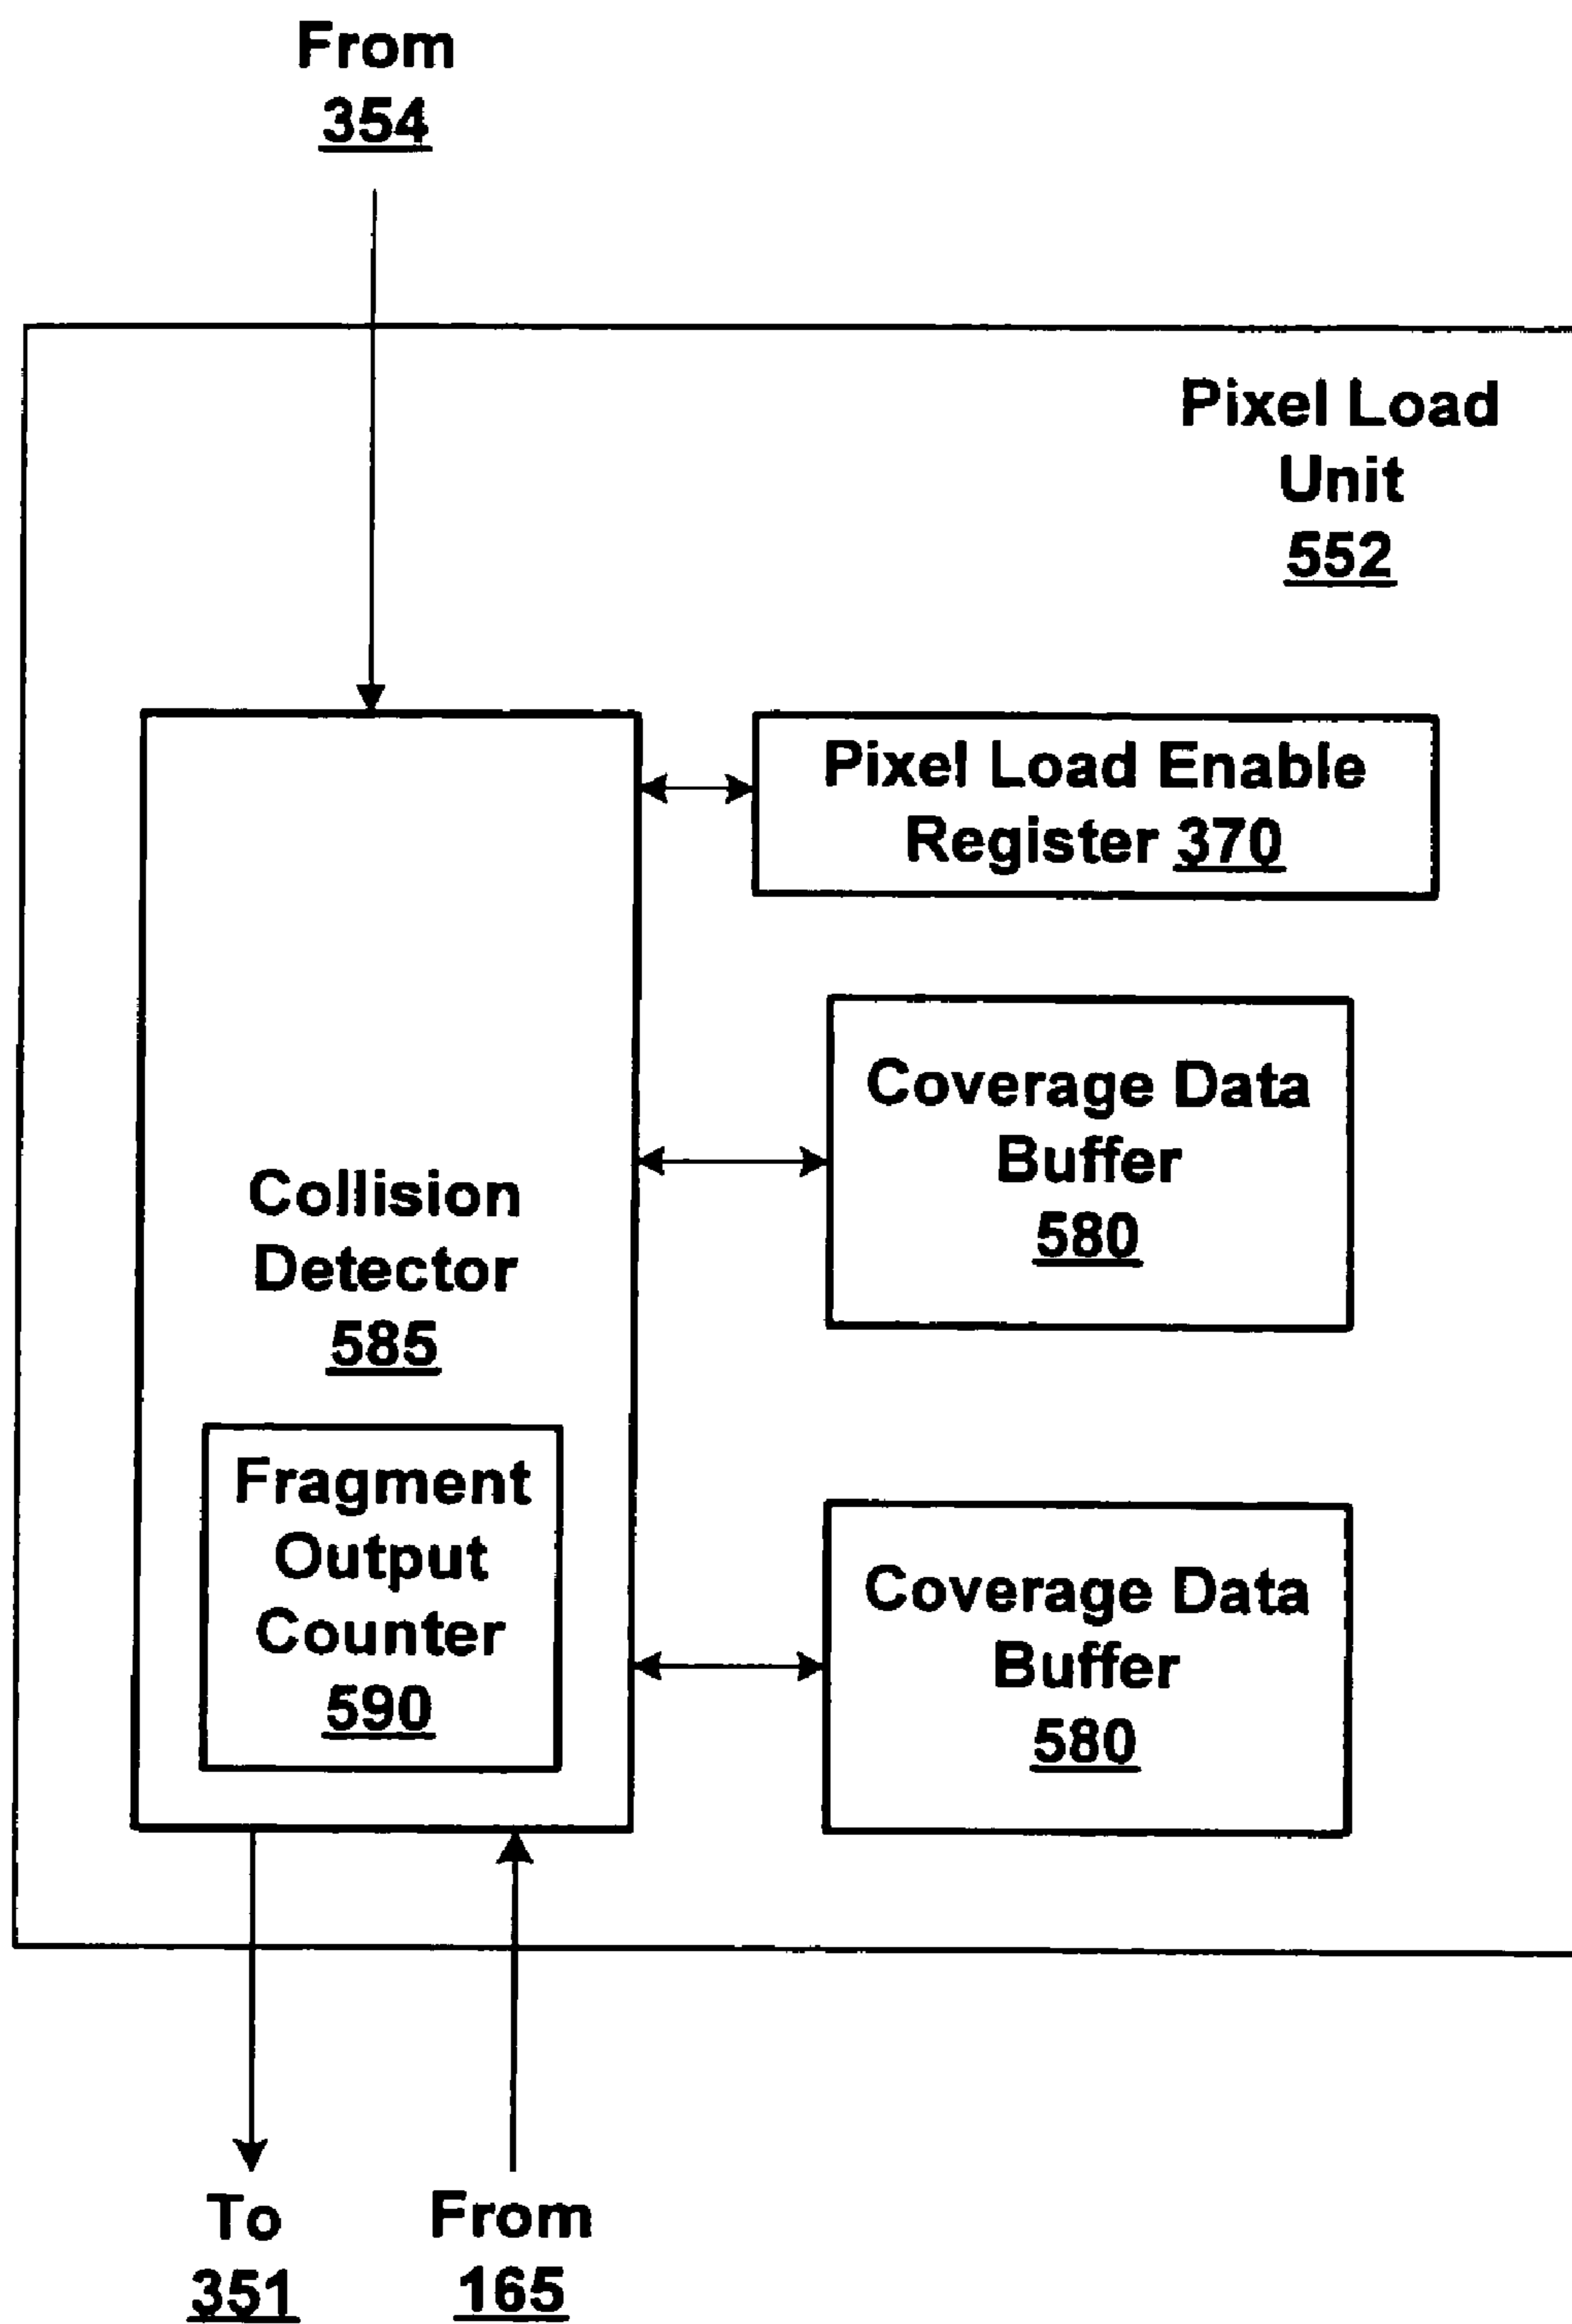 From
354
Pixel Load
Unit
552
Pixel Load Enable
Register 370
Coverage Data
Buffer
580
Collision
Detector
585
Fragment
Output
Counter
590
Coverage Data
Buffer
580
To
351
From
165